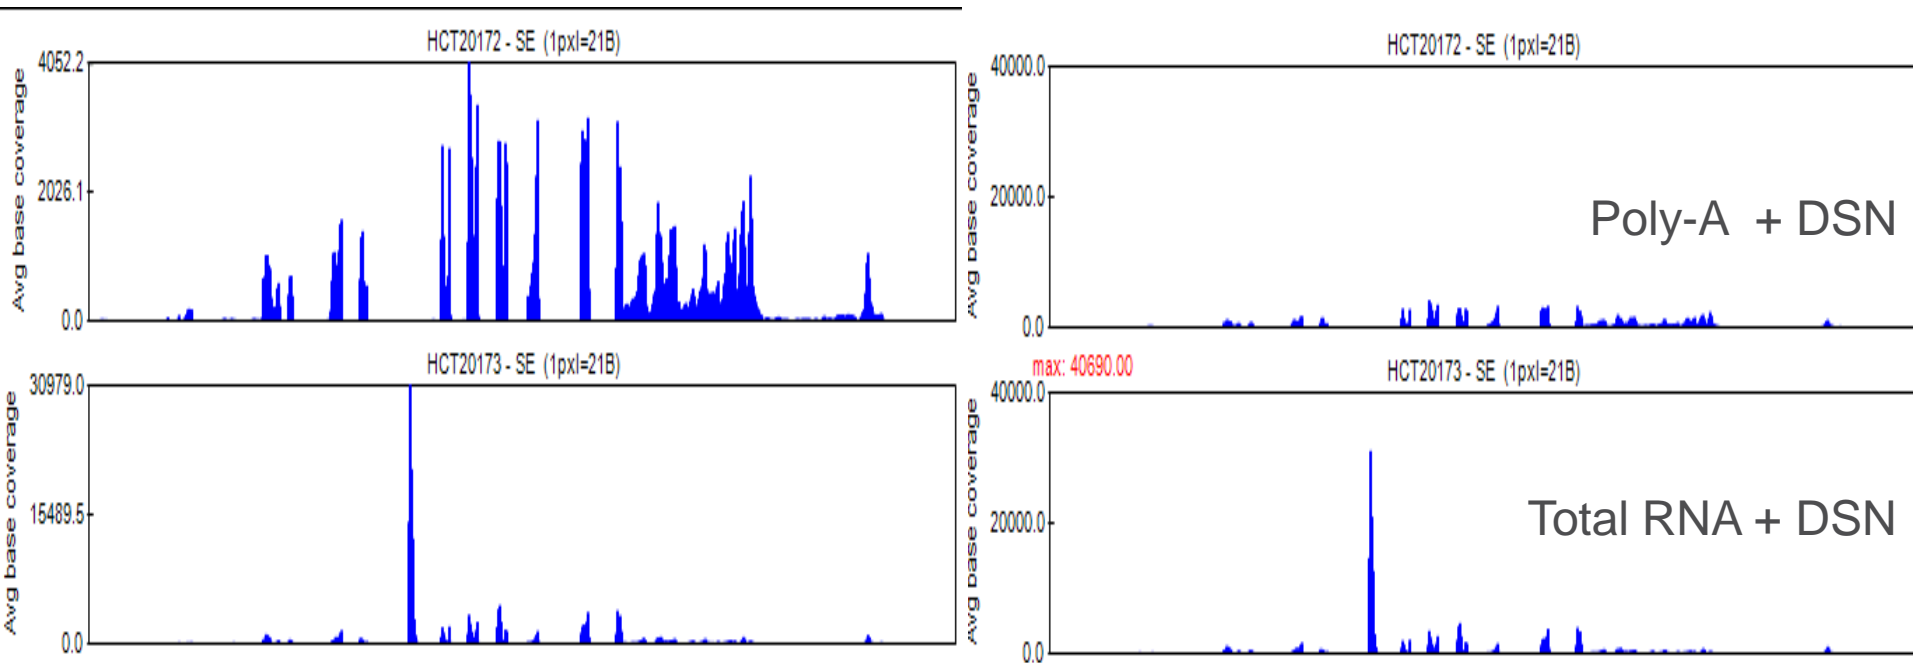 HCT20172 - SE (1pxl=21B)
4052.2
2026.1
0.0
Avg base coverage
HCT20172 - SE (1pxl=21B)
40000.0
20000.0
0.0
Avg base coverage
Poly-A + DSN
HCT20173 - SE (1pxl=21B)
30979.0
15489.5
0.0
Avg base coverage
max: 40690.00
HCT20173 - SE (1pxl=21B)
40000.0
20000.0
0.0
Avg base coverage
Total RNA + DSN